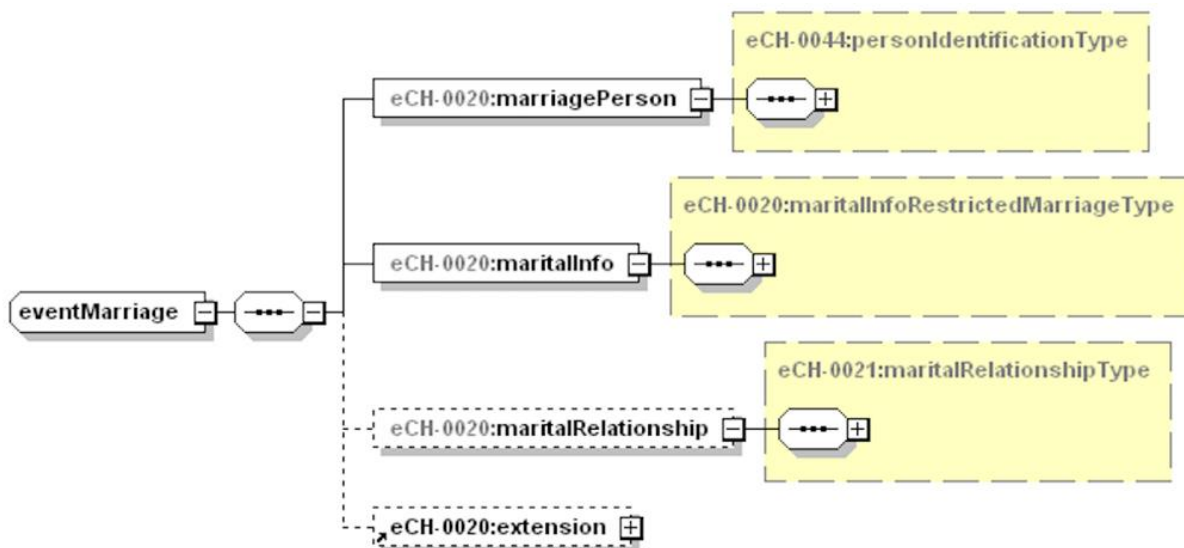 eCH-0044:personIdentificationType
eCH-0020:marriagePerson
eCH-0020:maritalInfoRestrictedMarriageType
eCH-0020:maritalInfo
eventMarriage
eCH-0021:maritalRelationshipType
eCH-0020:maritalRelationship
eCH-0020:extension